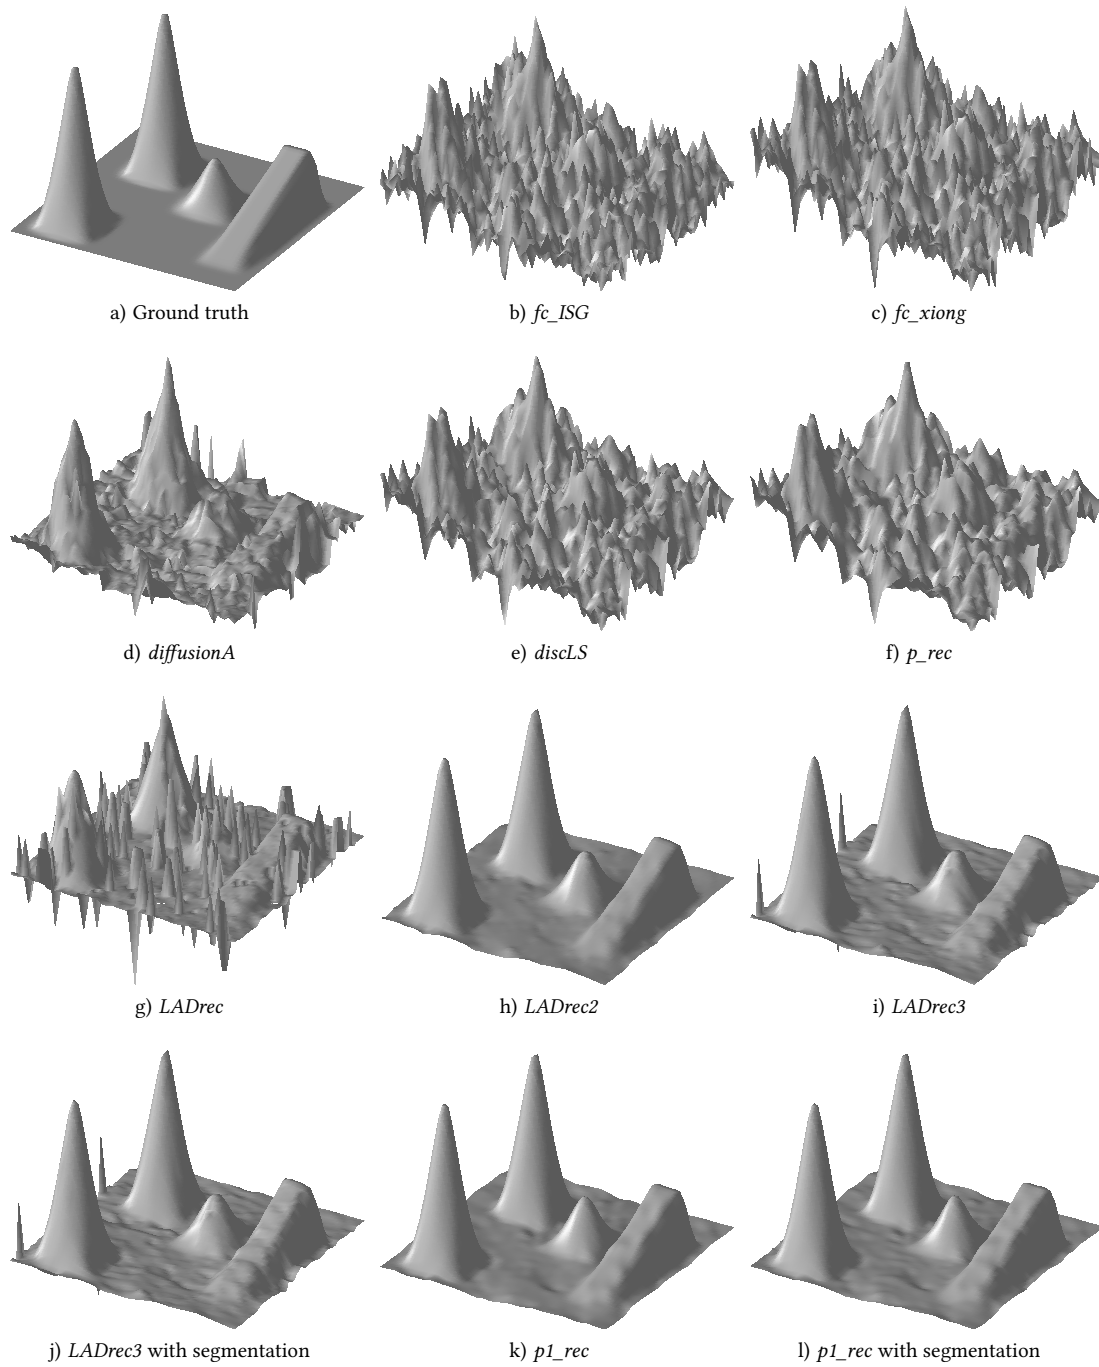 a) Ground truth
b) fc_ISG
c) fc_xiong
d) diffusionA
e) discLS
f) p_rec
g) LADrec
h) LADrec2
i) LADrec3
j) LADrec3 with segmentation
k) p1_rec
l) p1_rec with segmentation